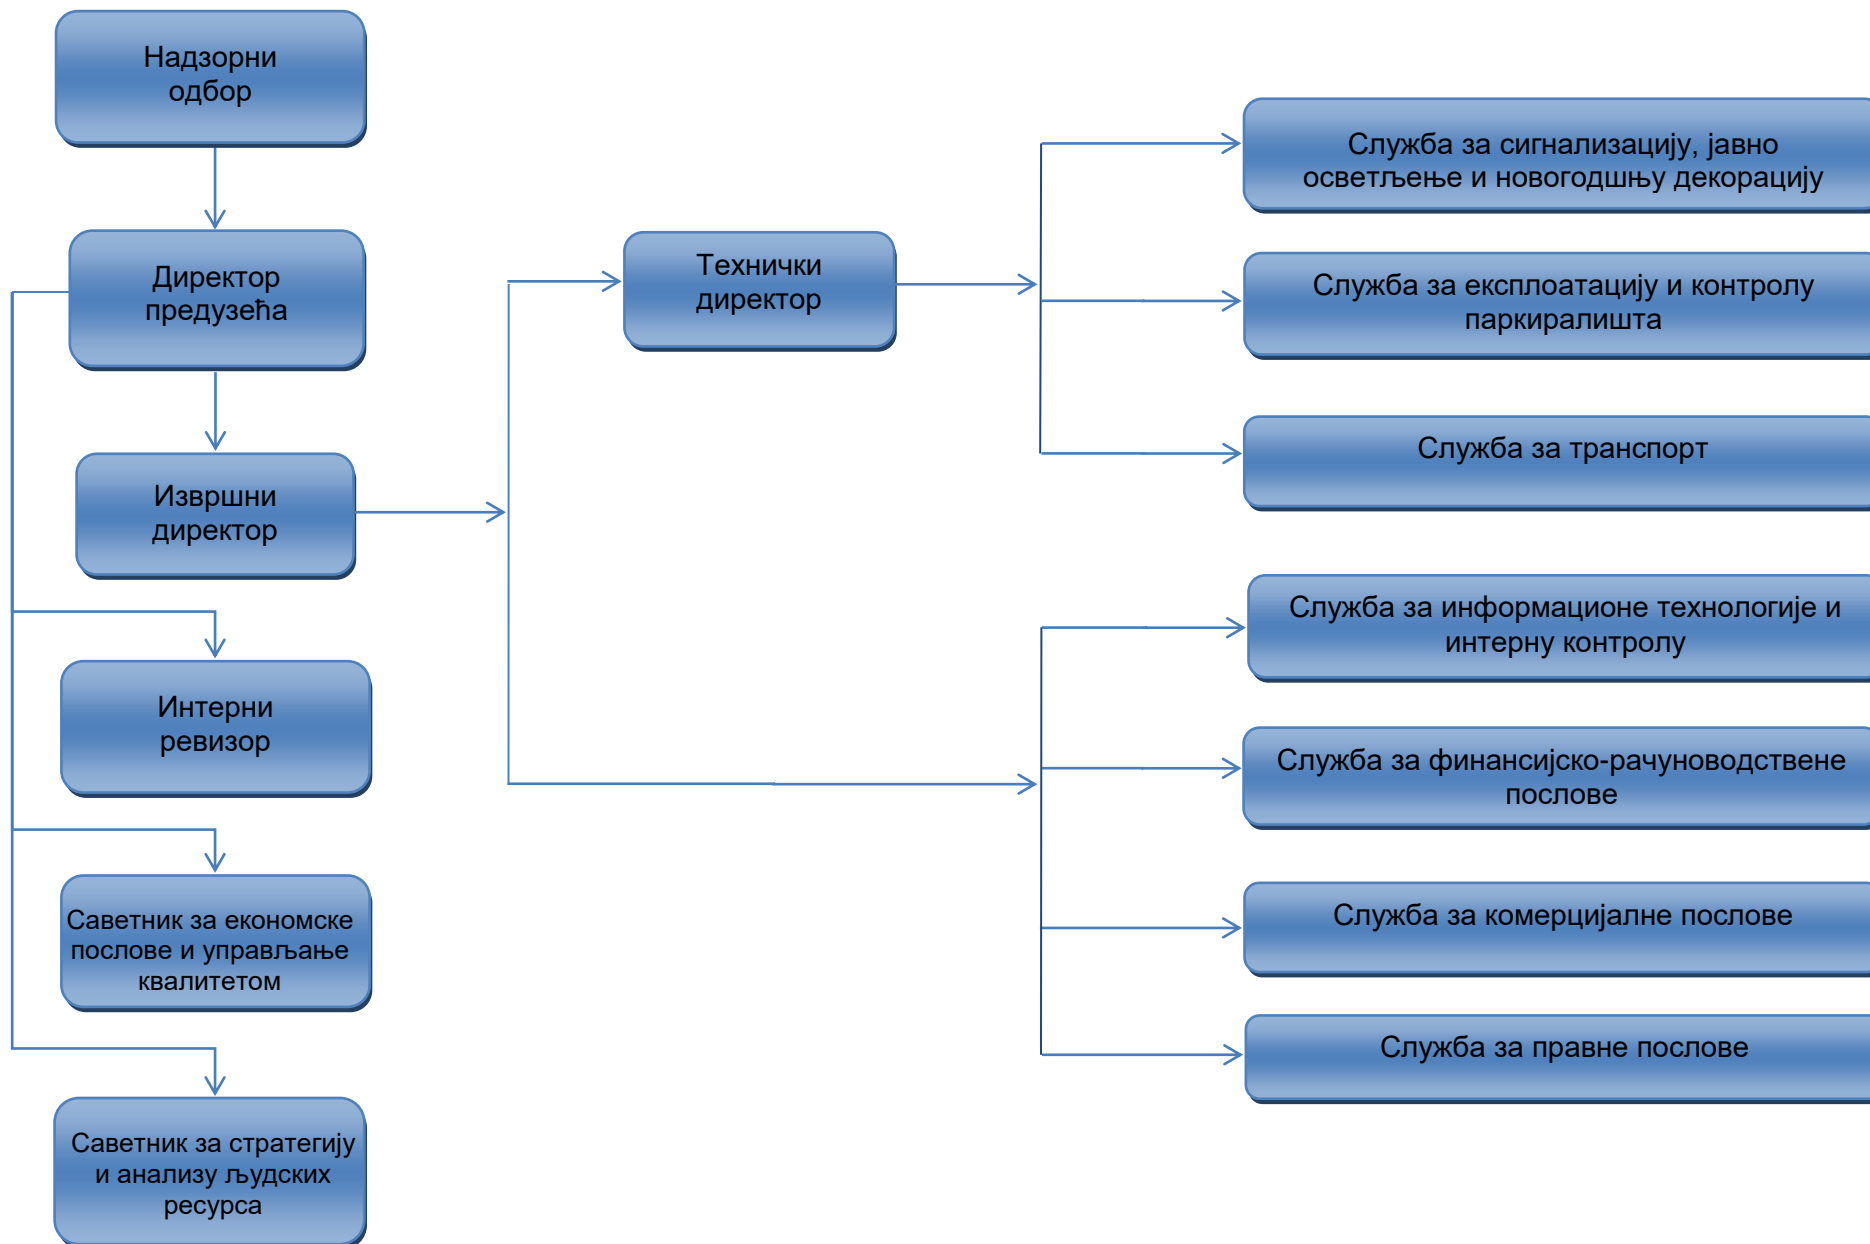 Надзорни
одбор
Директор
предузећа
Извршни
директор
Интерни
ревизор
Саветник за економске
послове и управљање
квалитетом
Саветник за стратегију
и анализу људских
ресурса
Технички
директор
Служба за сигнализацију, јавно
осветљење и новогодшњу декорацију
Служба за експлоатацију и контролу
паркиралишта
Служба за транспорт
Служба за информационе технологије и
интерну контролу
Служба за финансијско-рачуноводствене
послове
Служба за комерцијалне послове
Служба за правне послове